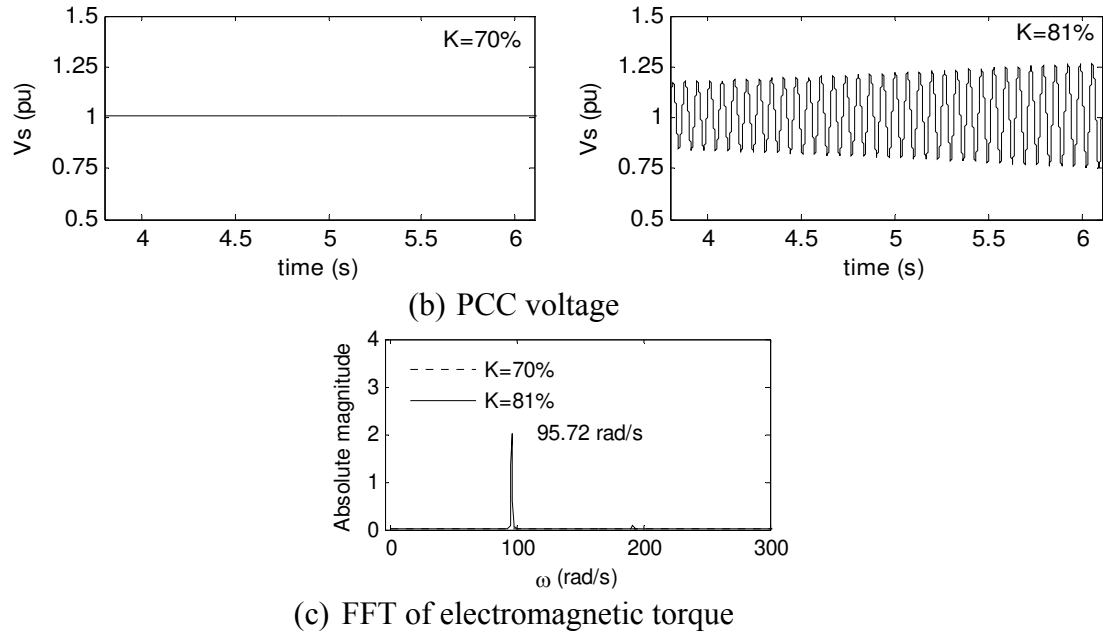 1.5
1.25
1
0.75
0.5
Vs (pu)
K=70%
4 4.5 5 5.5 6
time (s)
1.5
1.25
1
0.75
0.5
Vs (pu)
K=81%
4 4.5 5 5.5 6
time (s)
(b) PCC voltage
4
3
2
1
0
Absolute magnitude
K=70%
K=81%
95.72 rad/s
0 100 200 300
ω (rad/s)
(c) FFT of electromagnetic torque